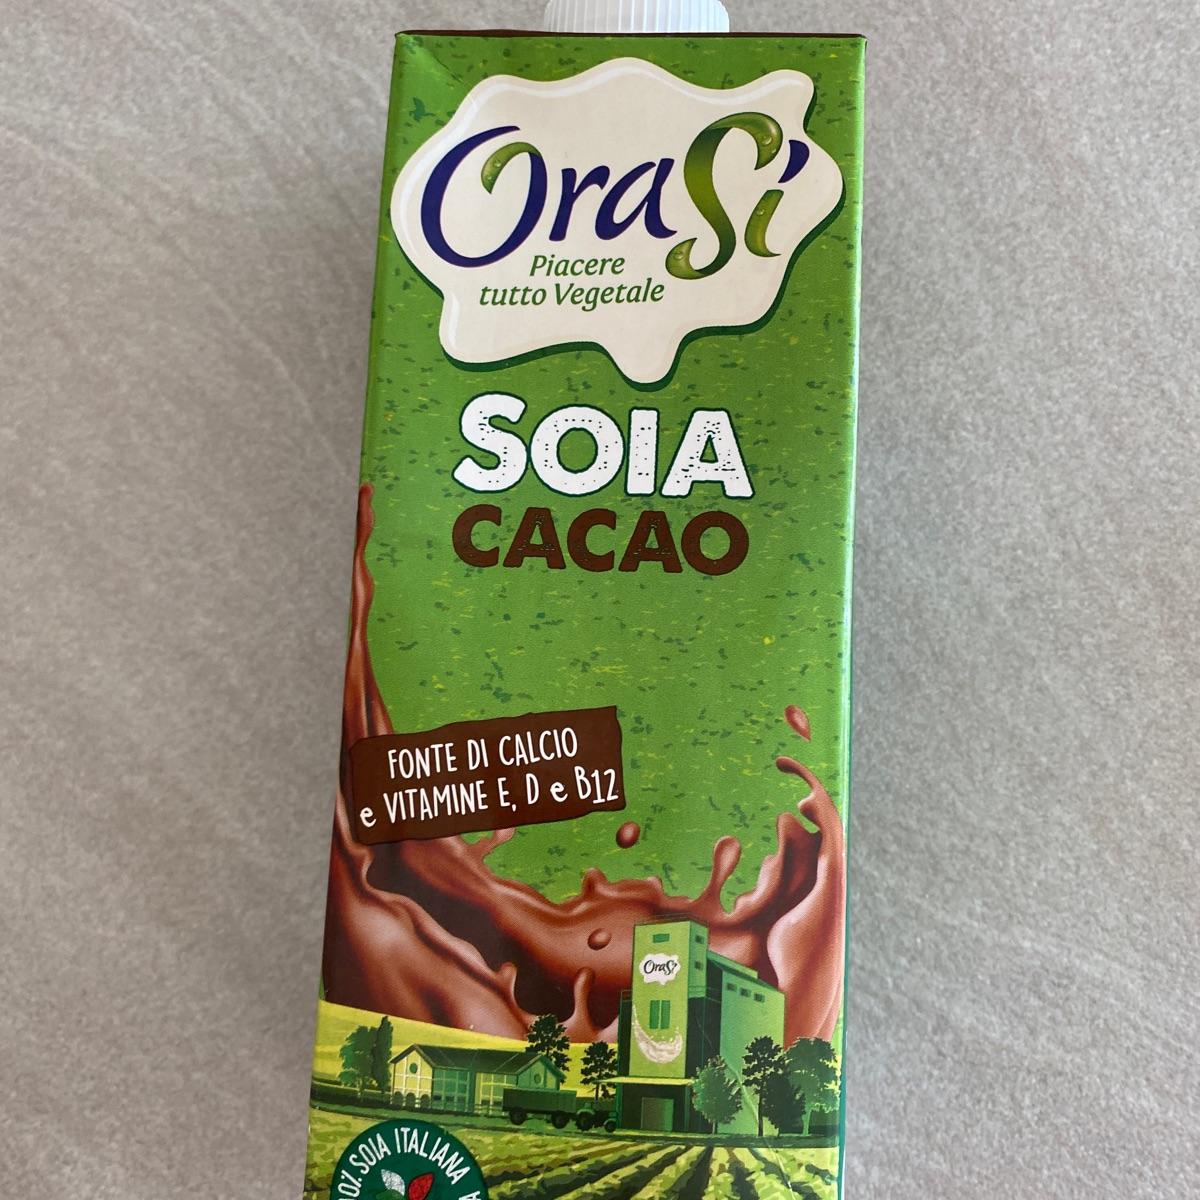 OraSì
Piacere
tutto Vegetale
SOIA
CACAO
FONTE DI CALCIO
e VITAMINE E, D e B12
OraSì
SOIA ITALIANA